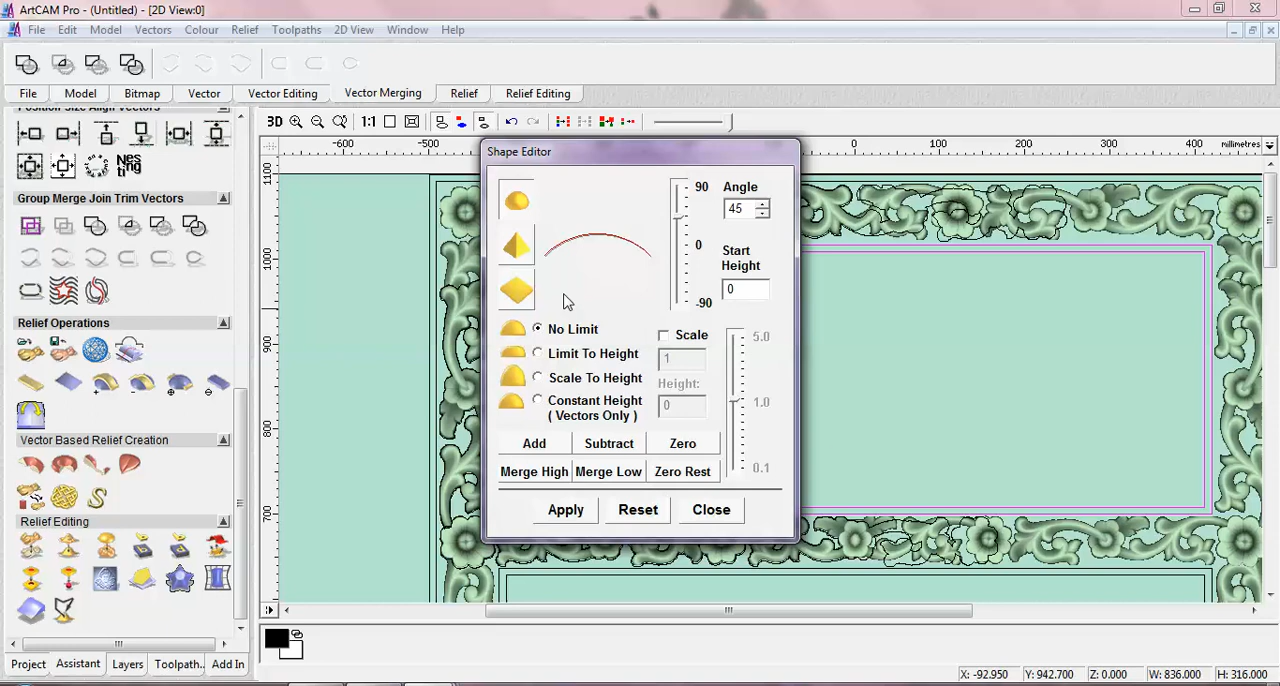 ArtCAM Pro - (Untitled) - [2D View:0]
File Edit Model Vectors Colour Relief Toolpaths 2D View Window Help
File Model Bitmap Vector Vector Editing Vector Merging Relief Relief Editing
Position Size Align Vectors
3D 1:1
-600 -500 0 100 200 300 400 millimetres
Nes
ti ng
Group Merge Join Trim Vectors
Relief Operations
Vector Based Relief Creation
Relief Editing
1100
1000
900
800
700
Shape Editor
90 Angle
45
0 Start
Height
0
-90
No Limit
Scale
5.0
Limit To Height
1
Scale To Height
Height:
Constant Height
0
1.0
( Vectors Only )
Add Subtract Zero
Merge High Merge Low Zero Rest
0.1
Apply Reset Close
Project Assistant Layers Toolpath.. Add In
X: -92.950 Y: 942.700 Z: 0.000 W: 836.000 H: 316.000